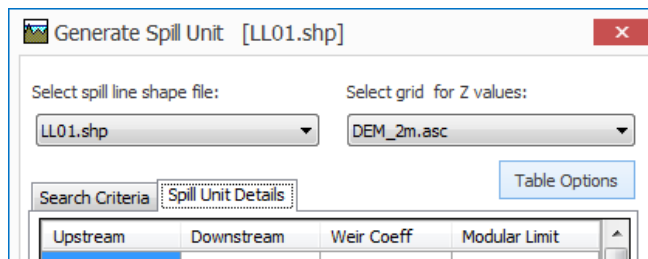 Generate Spill Unit [LL01.shp]
Select spill line shape file: Select grid for Z values:
LL01.shp DEM_2m.asc
Table Options
Search Criteria Spill Unit Details
Upstream Downstream Weir Coeff Modular Limit